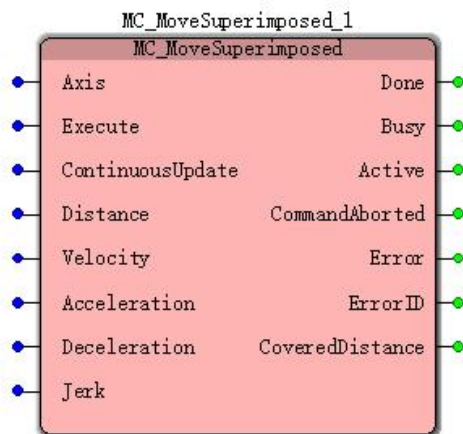 MC_MoveSuperimposed_1
MC_MoveSuperimposed
Axis Done
Execute Busy
ContinuousUpdate Active
Distance CommandAborted
Velocity Error
Acceleration ErrorID
Deceleration CoveredDistance
Jerk